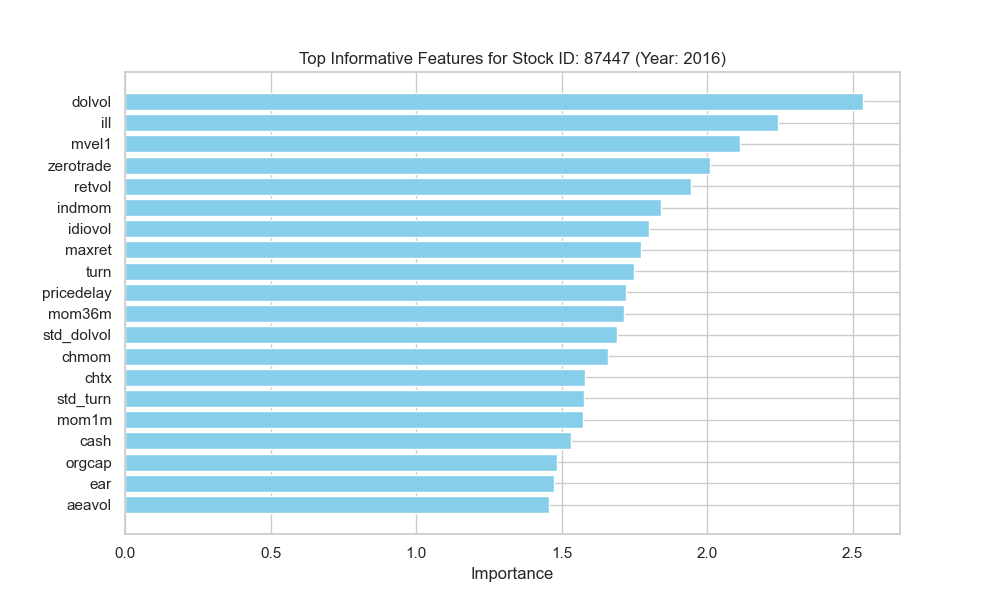 Top Informative Features for Stock ID: 87447 (Year: 2016)
dolvol
ill
mvel1
zerotrade
retvol
indmom
idiovol
maxret
turn
pricedelay
mom36m
std_dolvol
chmom
chtx
std_turn
mom1m
cash
orgcap
ear
aeavol
0.0 0.5 1.0 1.5 2.0 2.5
Importance